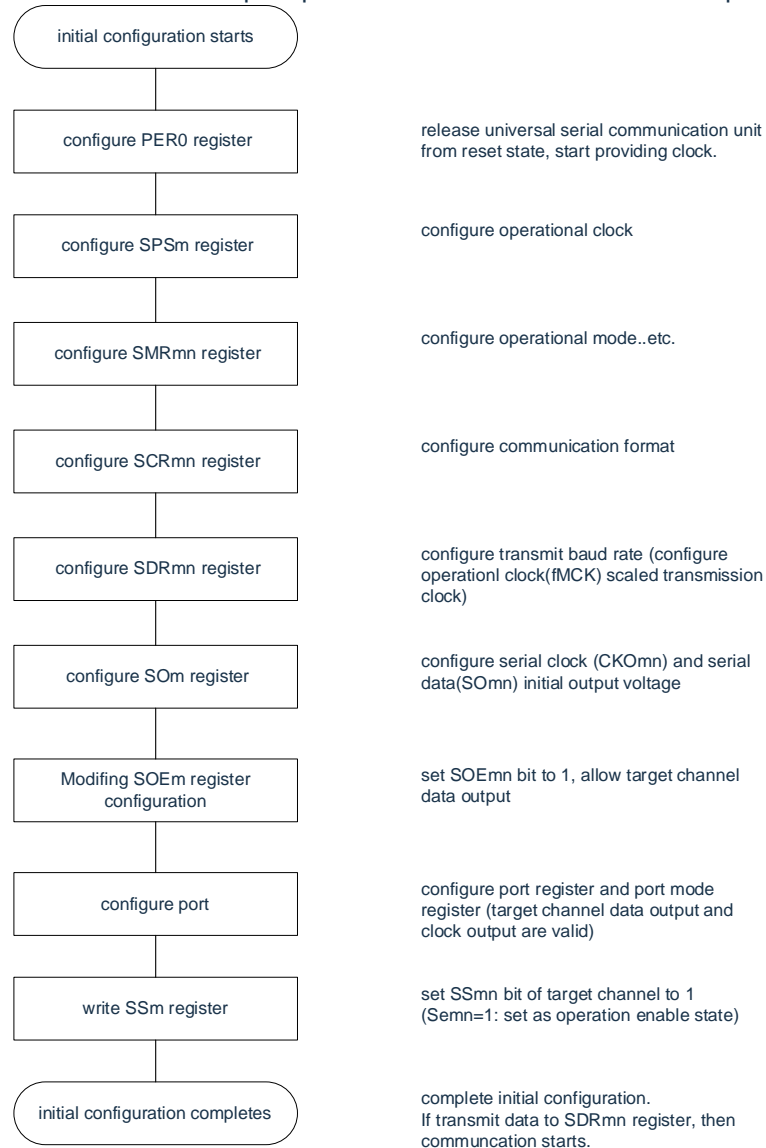 initial configuration starts
configure PER0 register
release universal serial communication unit
from reset state, start providing clock.
configure SPSm register
configure operational clock
configure SMRmn register
configure operational mode..etc.
configure SCRmn register
configure communication format
configure SDRmn register
configure transmit baud rate (configure
operationl clock(fMCK) scaled transmission
clock)
configure SOm register
configure serial clock (CKOmn) and serial
data(SOmn) initial output voltage
Modifing SOEm register
configuration
set SOEmn bit to 1, allow target channel
data output
configure port
configure port register and port mode
register (target channel data output and
clock output are valid)
write SSm register
set SSmn bit of target channel to 1
(Semn=1: set as operation enable state)
initial configuration completes
complete initial configuration.
If transmit data to SDRmn register, then
communcation starts.